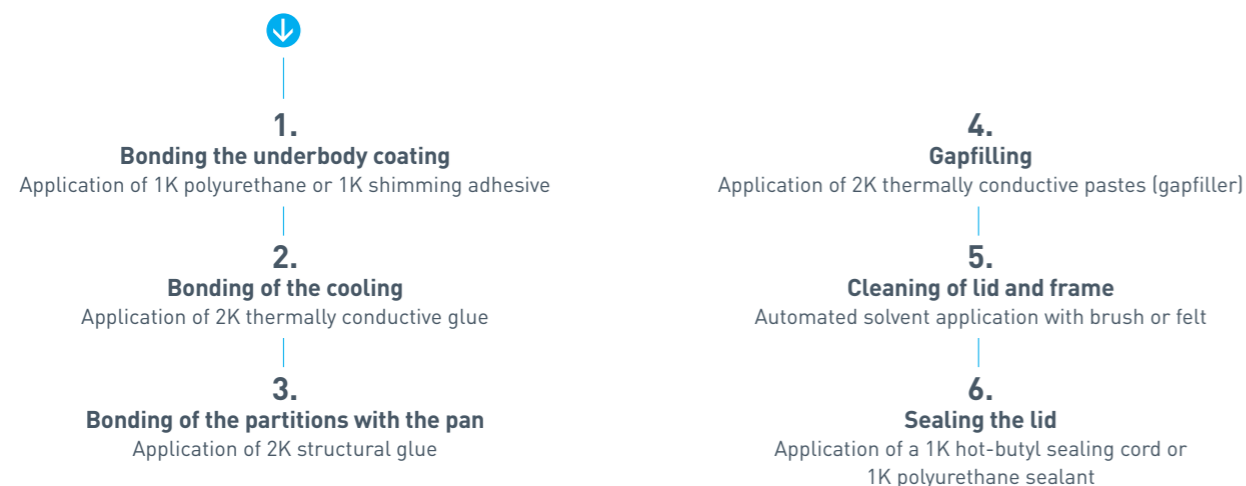 1.
Bonding the underbody coating
Application of 1K polyurethane or 1K shimming adhesive
2.
Bonding of the cooling
Application of 2K thermally conductive glue
3.
Bonding of the partitions with the pan
Application of 2K structural glue
4.
Gapfilling
Application of 2K thermally conductive pastes (gapfiller)
5.
Cleaning of lid and frame
Automated solvent application with brush or felt
6.
Sealing the lid
Application of a 1K hot-butyl sealing cord or
1K polyurethane sealant